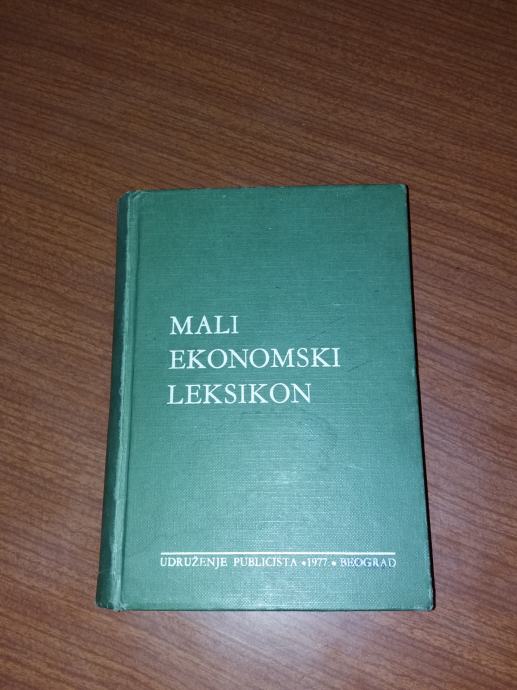 MALI
EKONOMSKI
LEKSIKON
UDRUŽENJE PUBLICISTA • 1977 • BEOGRAD